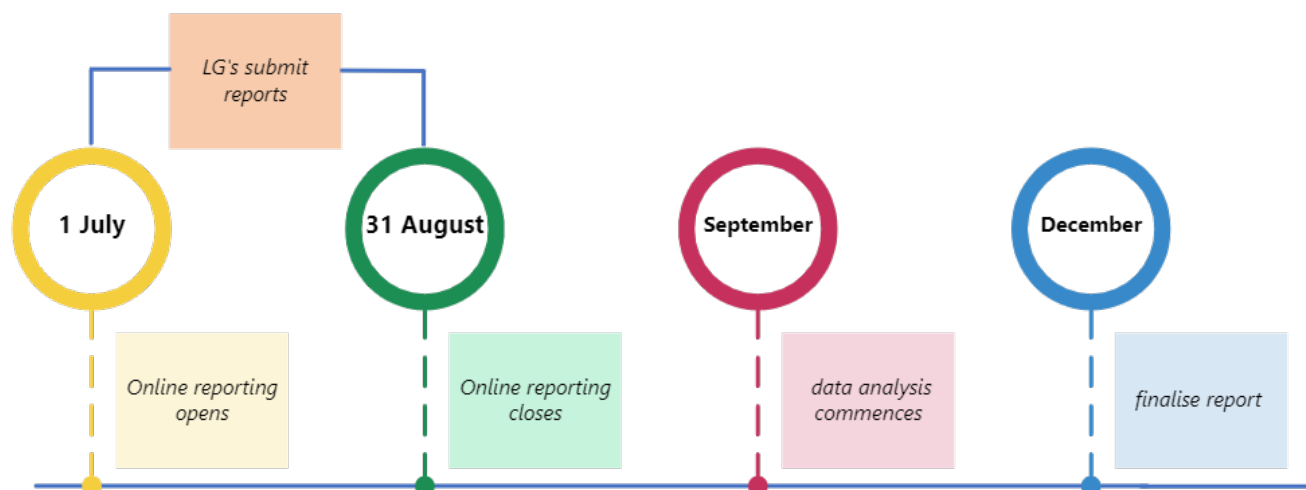 LG's submit
reports
1 July
31 August
September
December
Online reporting
opens
Online reporting
closes
data analysis
commences
finalise report